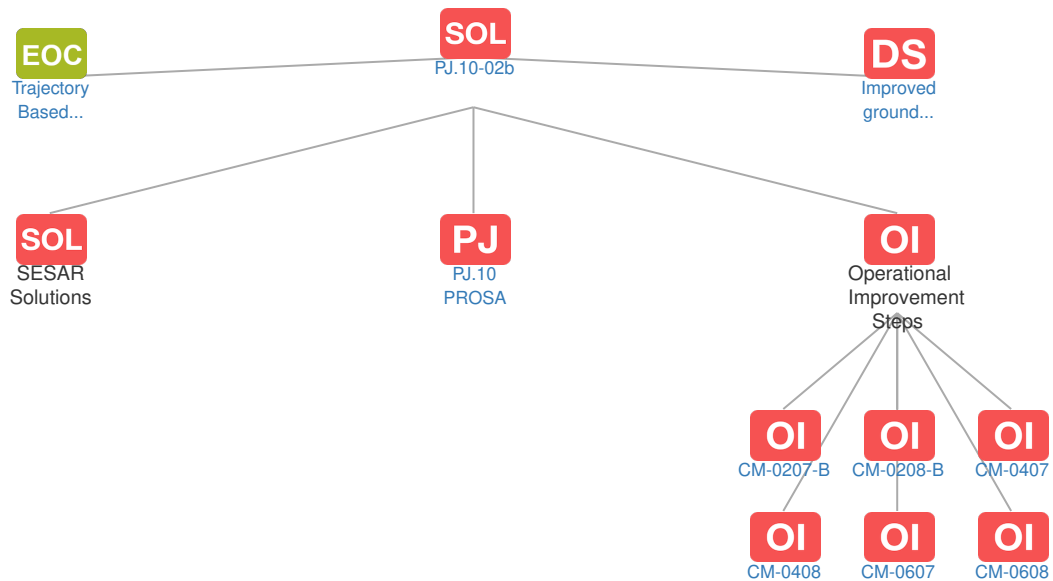 EOC
Trajectory
Based...
SOL
PJ.10-02b
DS
Improved
ground...
SOL
SESAR
Solutions
PJ
PJ.10
PROSA
OI
Operational
Improvement
Steps
OI
CM-0207-B
OI
CM-0208-B
OI
CM-0407
OI
CM-0408
OI
CM-0607
OI
CM-0608